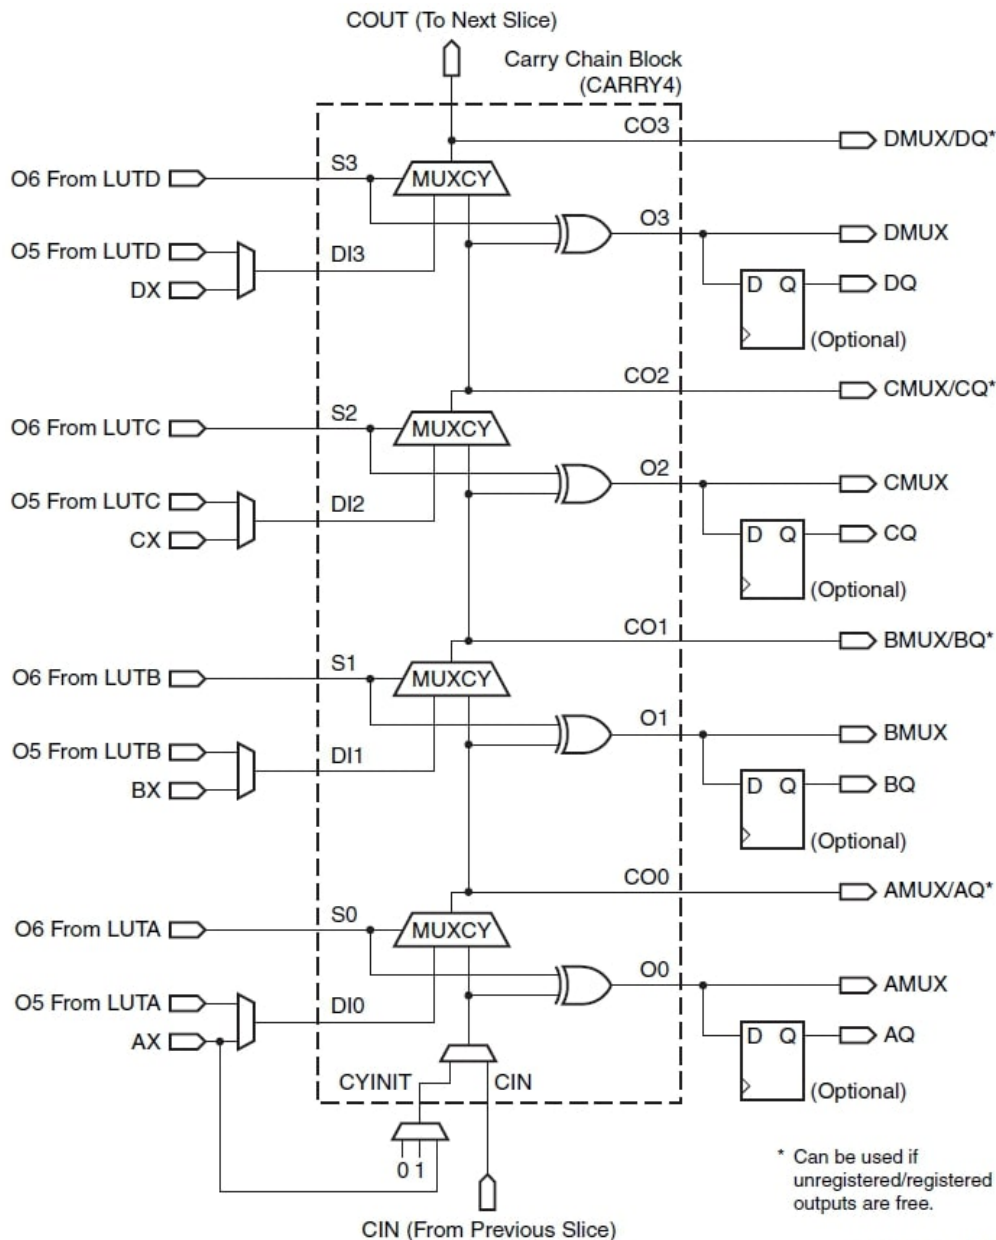 COUT (To Next Slice)
Carry Chain Block
(CARRY4)
CO3
DMUX/DQ*
O6 From LUTD
S3
MUXCY
O3
DMUX
O5 From LUTD
DI3
DX
D Q
DQ
(Optional)
CO2
CMUX/CQ*
O6 From LUTC
S2
MUXCY
O2
CMUX
O5 From LUTC
DI2
CX
D Q
CQ
(Optional)
CO1
BMUX/BQ*
O6 From LUTB
S1
MUXCY
O1
BMUX
O5 From LUTB
DI1
BX
D Q
BQ
(Optional)
CO0
AMUX/AQ*
O6 From LUTA
S0
MUXCY
O0
AMUX
O5 From LUTA
DI0
AX
D Q
AQ
CYINIT
CIN
(Optional)
0 1
* Can be used if
unregistered/registered
outputs are free.
CIN (From Previous Slice)